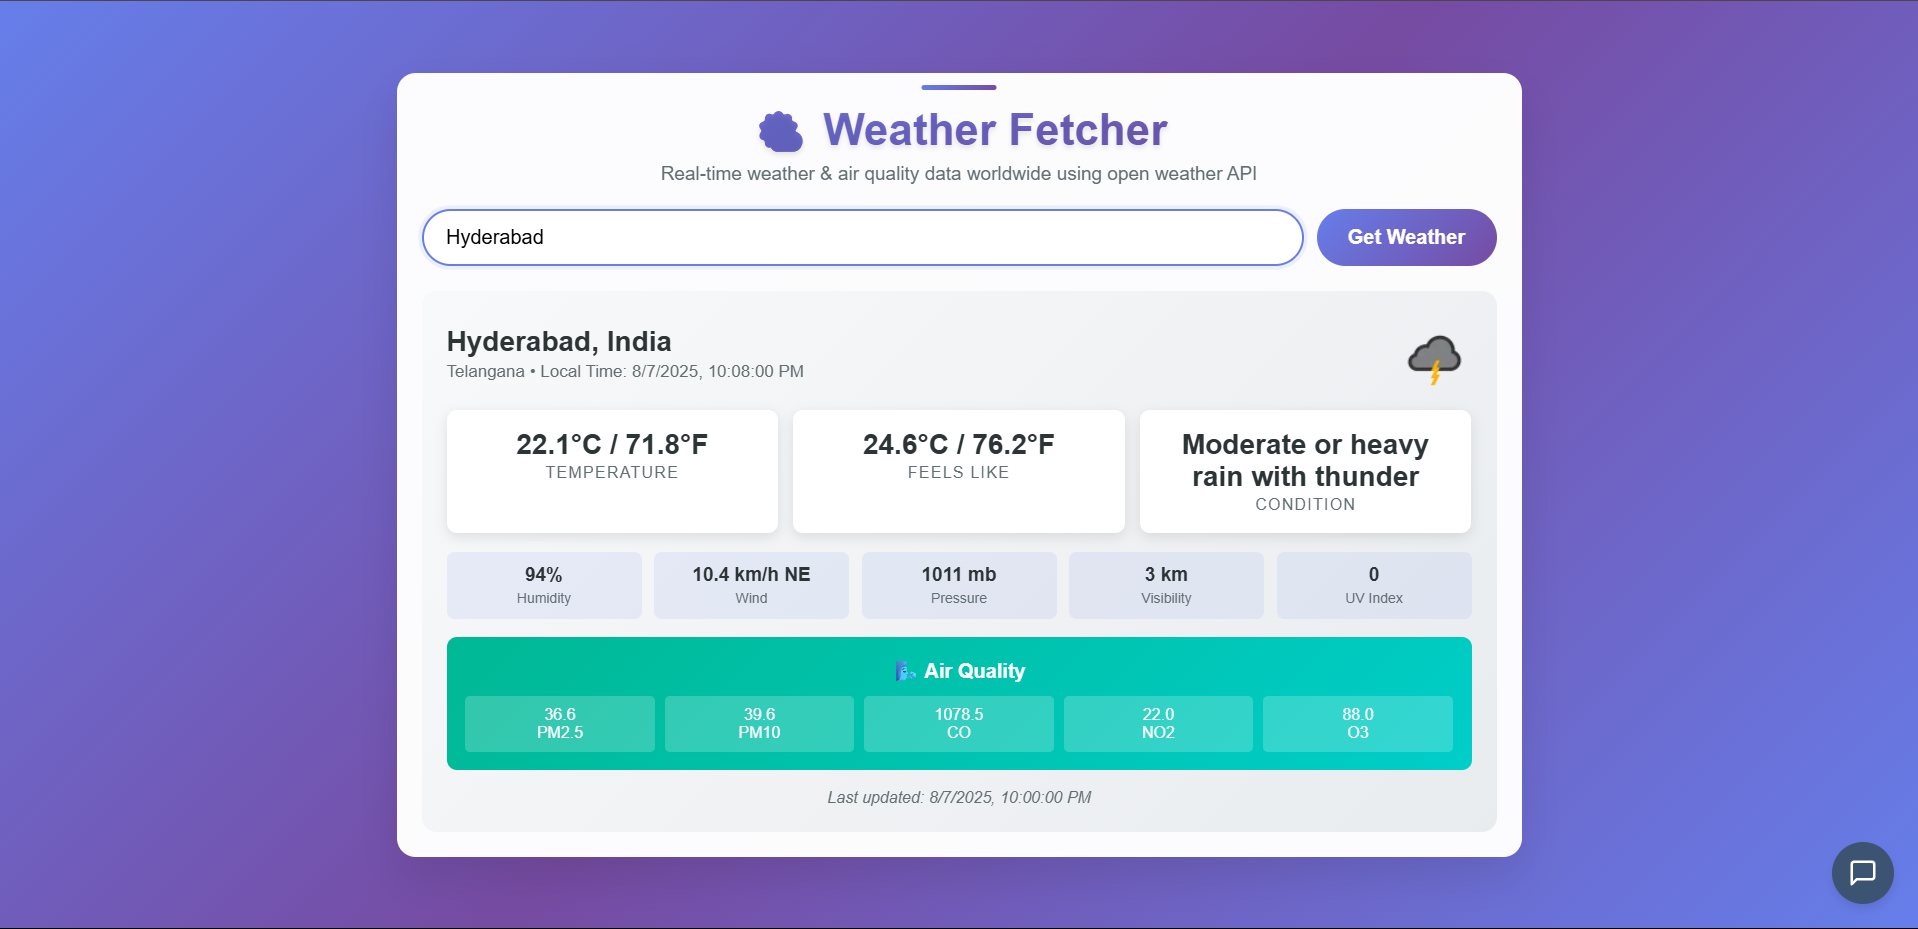 Weather Fetcher
Real-time weather & air quality data worldwide using open weather API
Hyderabad
Get Weather
Hyderabad, India
Telangana • Local Time: 8/7/2025, 10:08:00 PM
22.1°C / 71.8°F
TEMPERATURE
24.6°C / 76.2°F
FEELS LIKE
Moderate or heavy
rain with thunder
CONDITION
94%
Humidity
10.4 km/h NE
Wind
1011 mb
Pressure
3 km
Visibility
0
UV Index
Air Quality
36.6
PM2.5
39.6
PM10
1078.5
CO
22.0
NO2
88.0
O3
Last updated: 8/7/2025, 10:00:00 PM